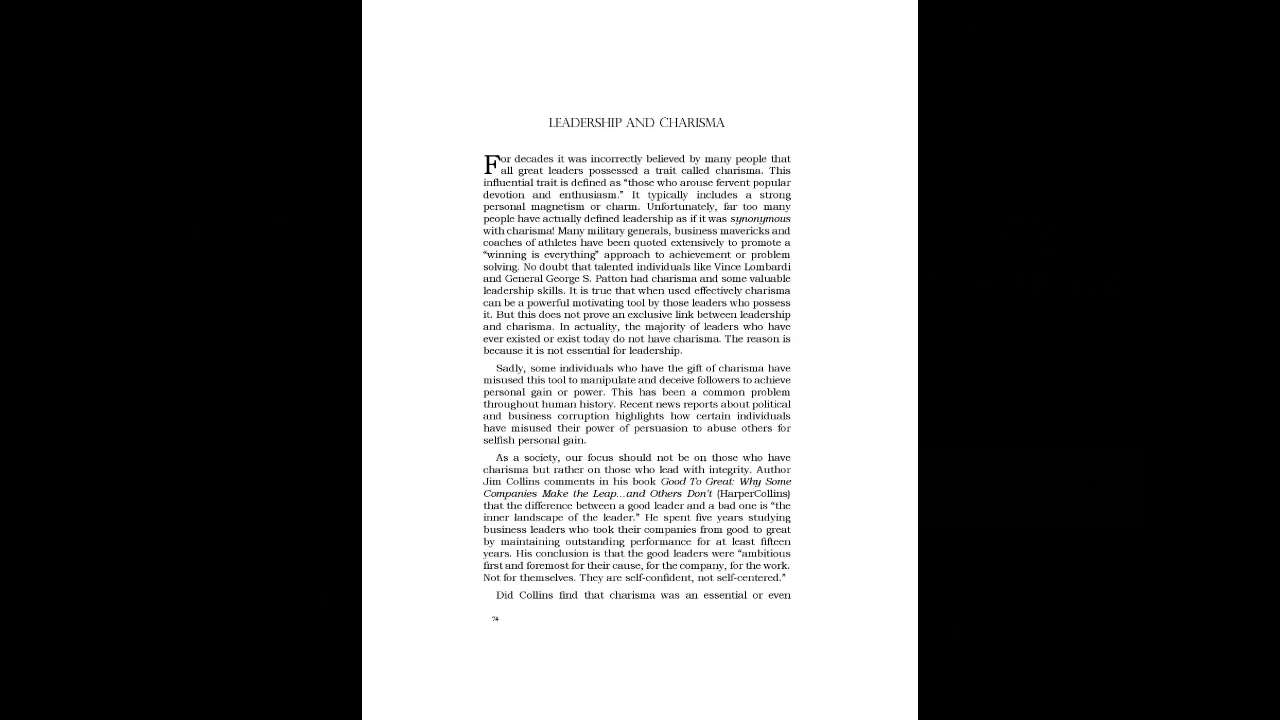 LEADERSHIP AND CHARISMA
For decades it was incorrectly believed by many people that
all great leaders possessed a trait called charisma. This
influential trait is defined as “those who arouse fervent popular
devotion and enthusiasm.” It typically includes a strong
personal magnetism or charm. Unfortunately, far too many
people have actually defined leadership as if it was synonymous
with charisma! Many military generals, business mavericks and
coaches of athletes have been quoted extensively to promote a
“winning is everything” approach to achievement or problem
solving. No doubt that talented individuals like Vince Lombardi
and General George S. Patton had charisma and some valuable
leadership skills. It is true that when used effectively charisma
can be a powerful motivating tool by those leaders who possess
it. But this does not prove an exclusive link between leadership
and charisma. In actuality, the majority of leaders who have
ever existed or exist today do not have charisma. The reason is
because it is not essential for leadership.
Sadly, some individuals who have the gift of charisma have
misused this tool to manipulate and deceive followers to achieve
personal gain or power. This has been a common problem
throughout human history. Recent news reports about political
and business corruption highlights how certain individuals
have misused their power of persuasion to abuse others for
selfish personal gain.
As a society, our focus should not be on those who have
charisma but rather on those who lead with integrity. Author
Jim Collins comments in his book Good To Great: Why Some
Companies Make the Leap...and Others Don’t (HarperCollins)
that the difference between a good leader and a bad one is “the
inner landscape of the leader.” He spent five years studying
business leaders who took their companies from good to great
by maintaining outstanding performance for at least fifteen
years. His conclusion is that the good leaders were “ambitious
first and foremost for their cause, for the company, for the work.
Not for themselves. They are self-confident, not self-centered.”
Did Collins find that charisma was an essential or even
74